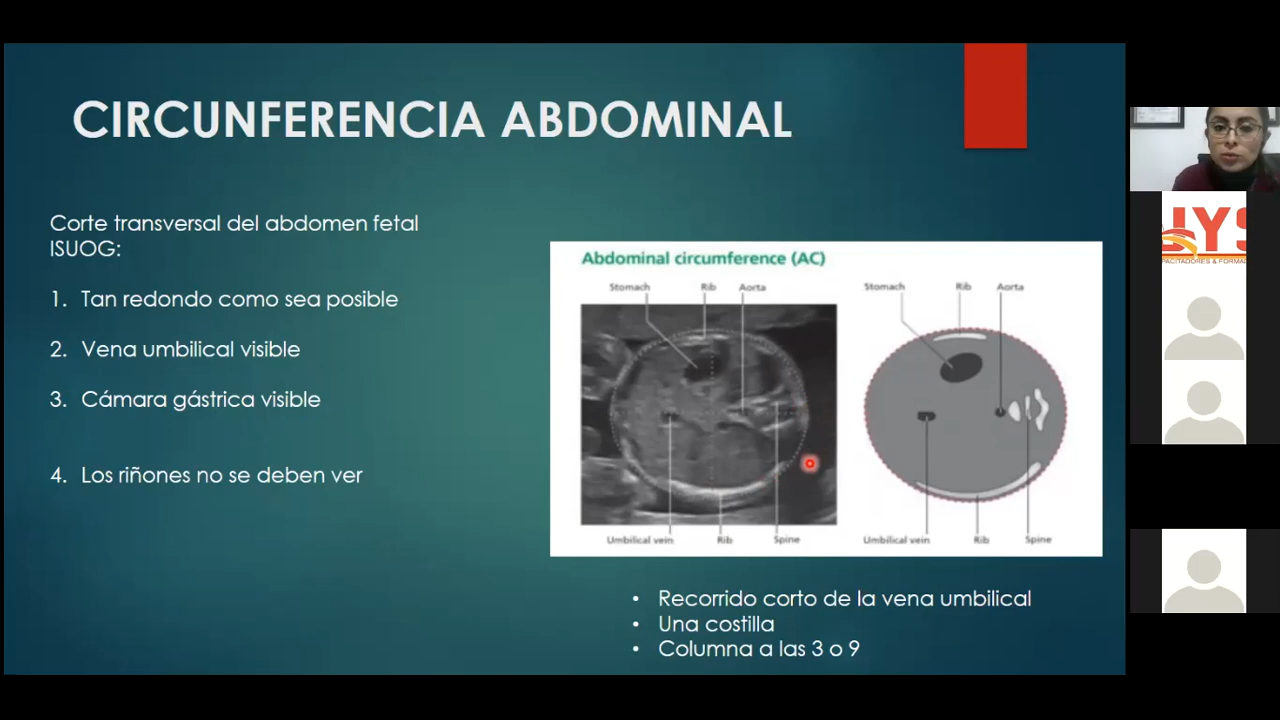 CIRCUNFERENCIA ABDOMINAL
Corte transversal del abdomen fetal
ISUOG:
1. Tan redondo como sea posible
2. Vena umbilical visible
3. Cámara gástrica visible
4. Los riñones no se deben ver
Abdominal circumference (AC)
Stomach Rib Aorta
Stomach Rib Aorta
Umbilical vein Rib Spine
Umbilical vein Rib Spine
• Recorrido corto de la vena umbilical
• Una costilla
• Columna a las 3 o 9